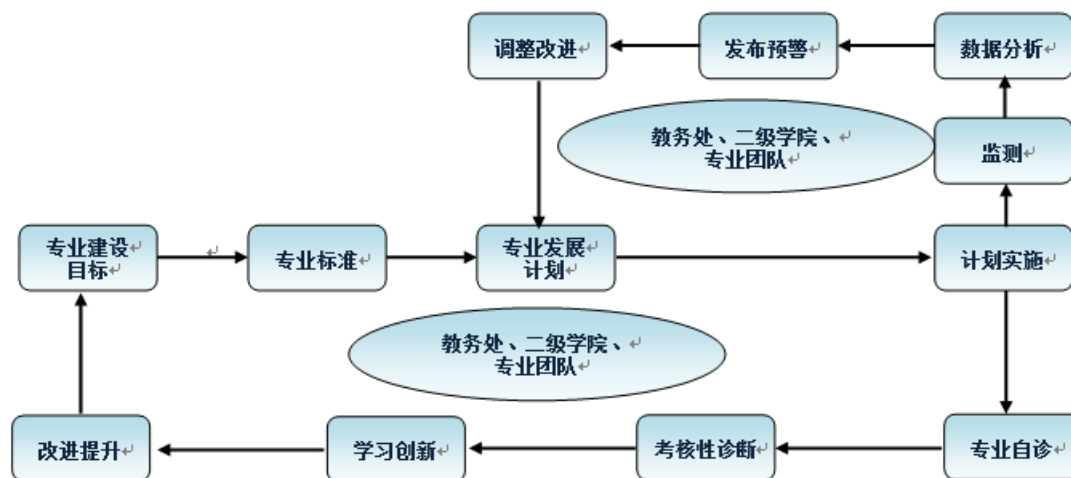 调整改进
发布预警
数据分析
教务处、二级学院、
专业团队
监测
专业建设
目标
专业标准
专业发展
计划
计划实施
教务处、二级学院、
专业团队
改进提升
学习创新
考核性诊断
专业自诊